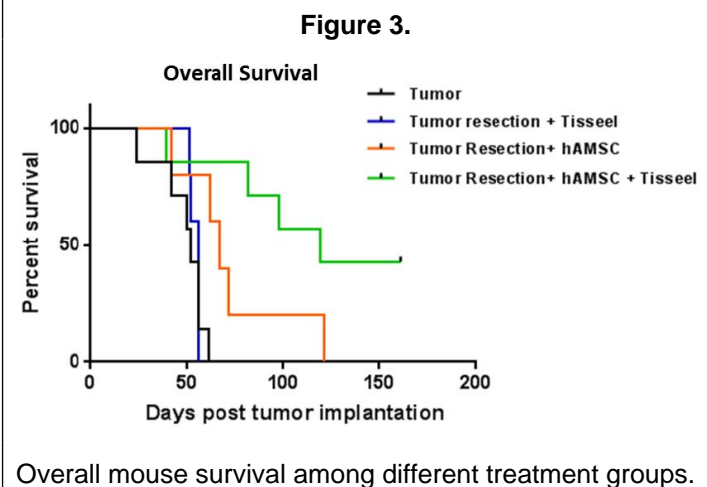 Figure 3.
Overall Survival
Tumor
Tumor resection + Tisseel
Tumor Resection+ hAMSC
Tumor Resection+ hAMSC + Tisseel
Percent survival
100
50
0
0 50 100 150 200
Days post tumor implantation
Overall mouse survival among different treatment groups.